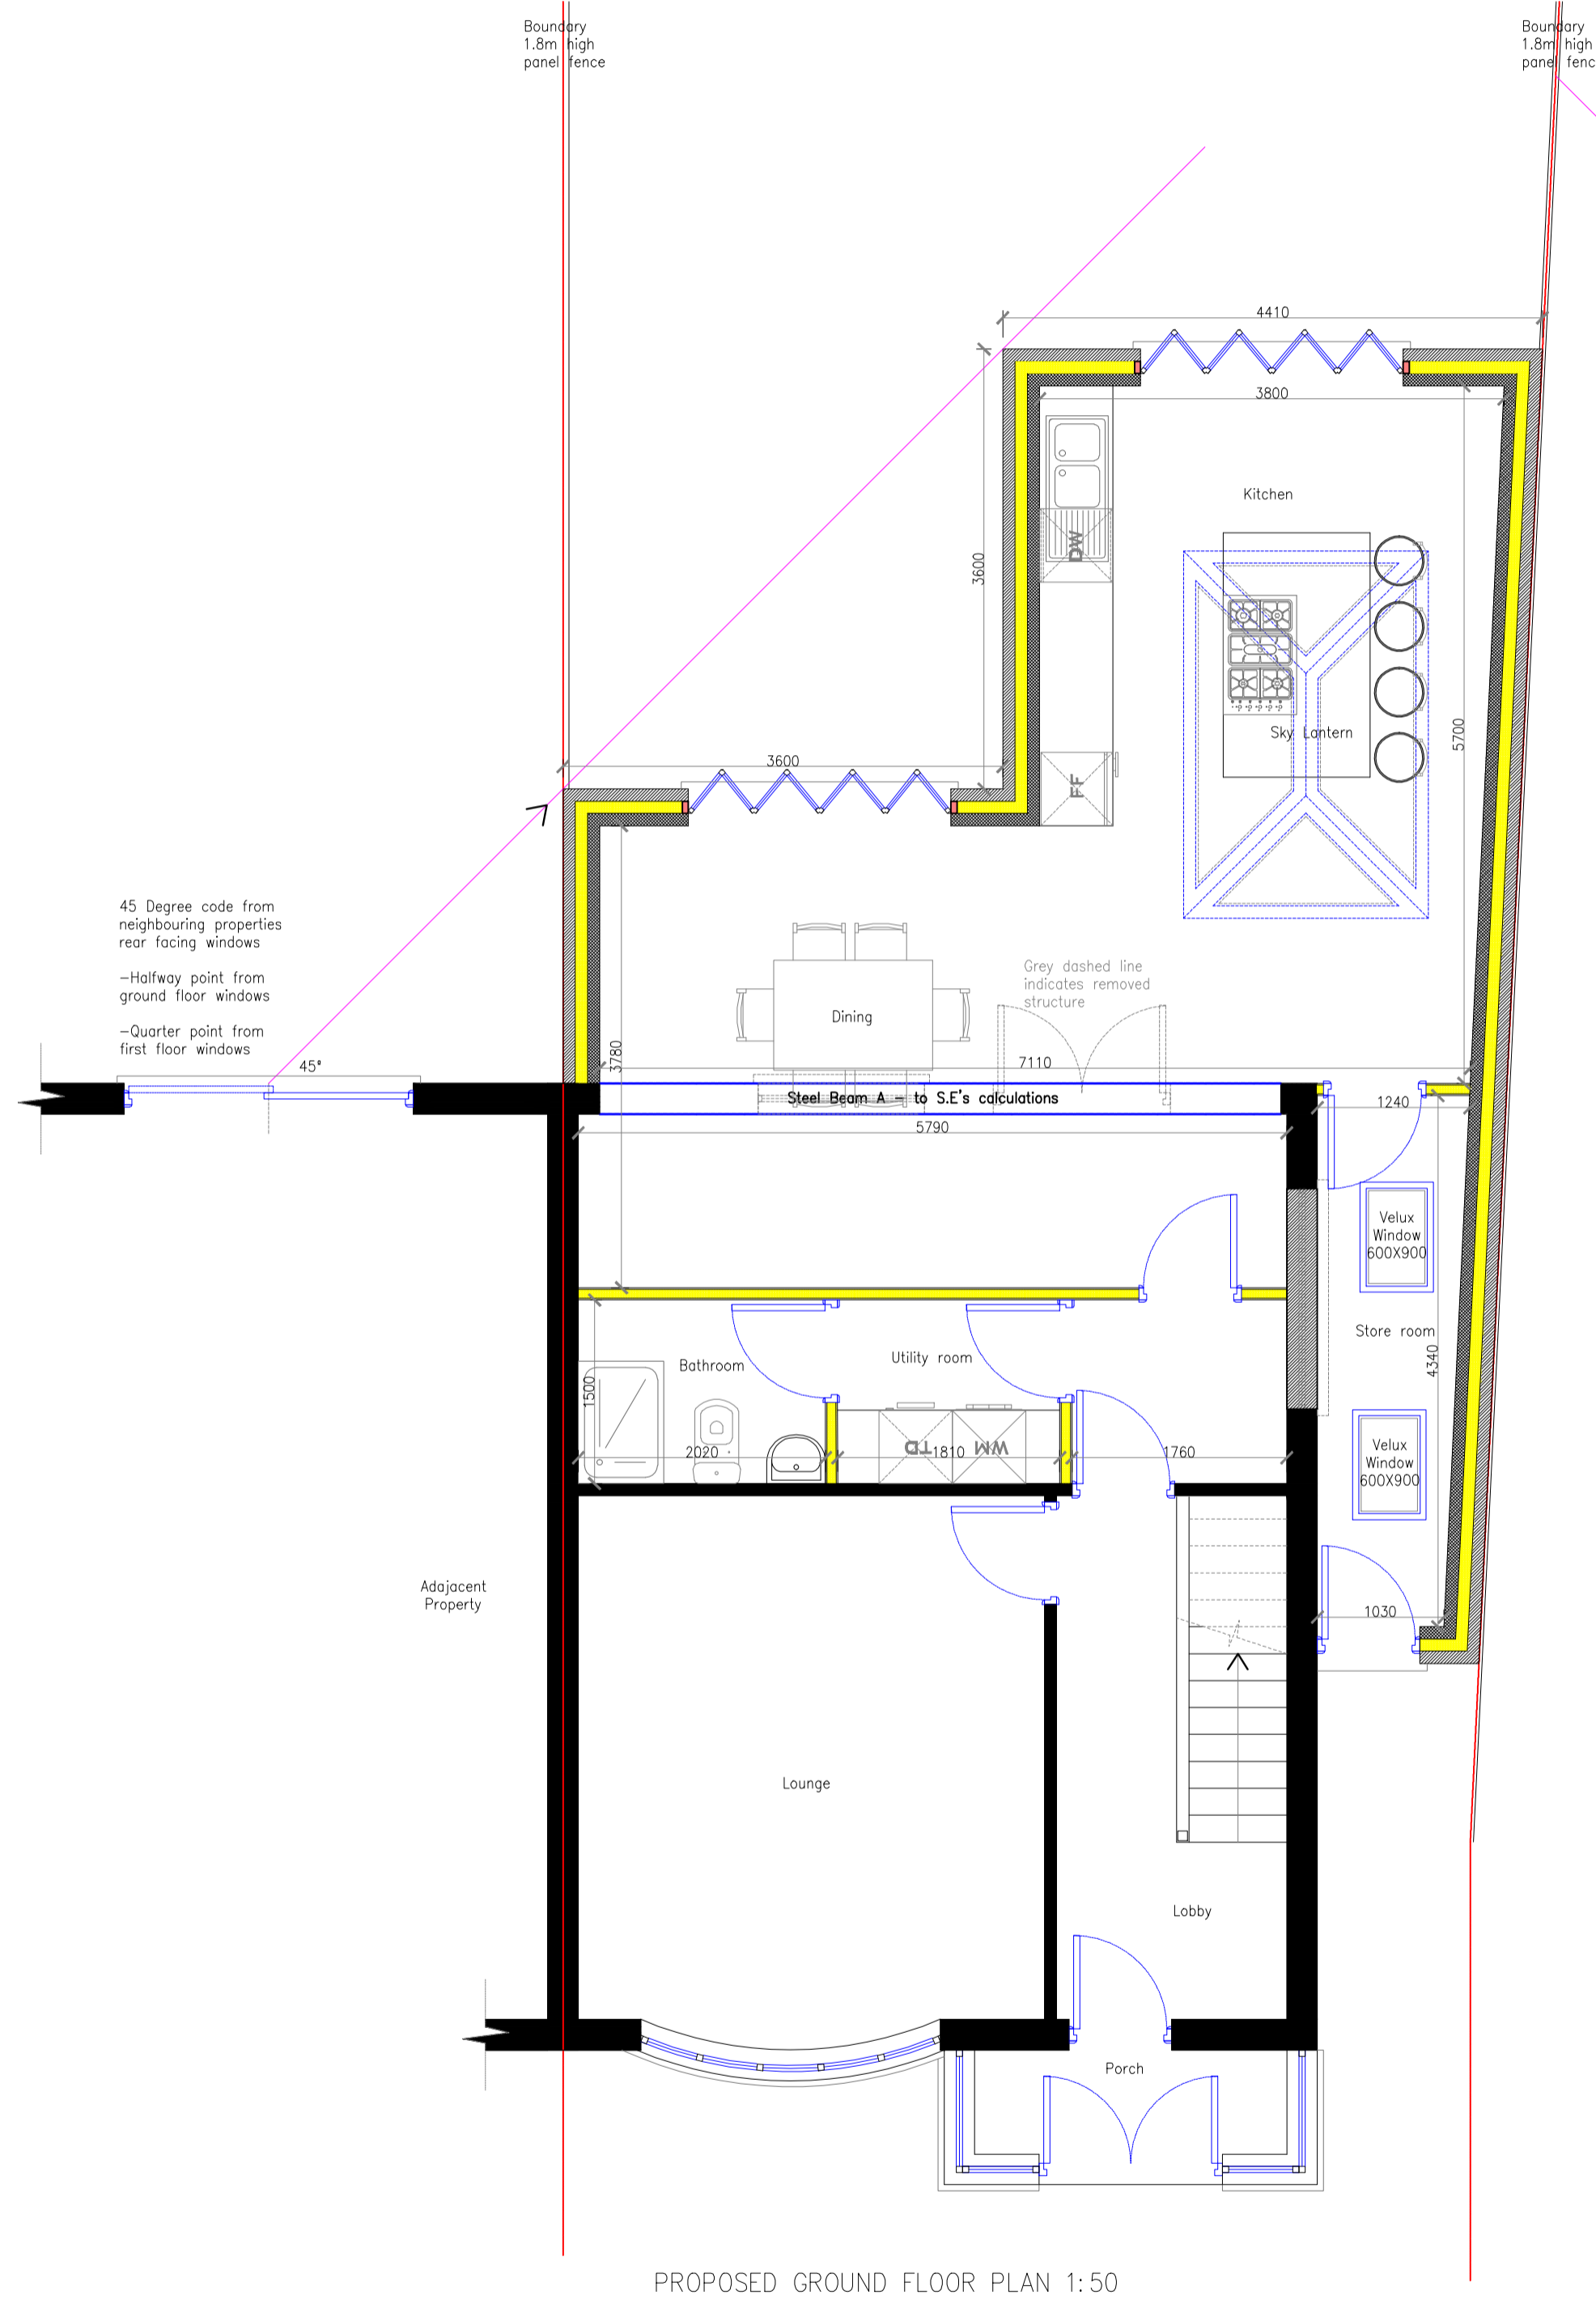 Boundary
1.8m high
panel fence
Boundary
1.8m high
panel fenc
4410
3800
Kitchen
DW
3600
Sky Lantern
5700
3600
FF
45 Degree code from
neighbouring properties
rear facing windows
-Halfway point from
ground floor windows
-Quarter point from
first floor windows
45°
Grey dashed line
indicates removed
structure
Dining
3780
7110
Steel Beam A - to S.E's calculations
1240
5790
Velux
Window
600X900
Store room
4340
Bathroom
Utility room
1500
2020
TD
1810
WM
1760
Velux
Window
600X900
Adajacent
Property
1030
Lounge
Lobby
Porch
PROPOSED GROUND FLOOR PLAN 1:50